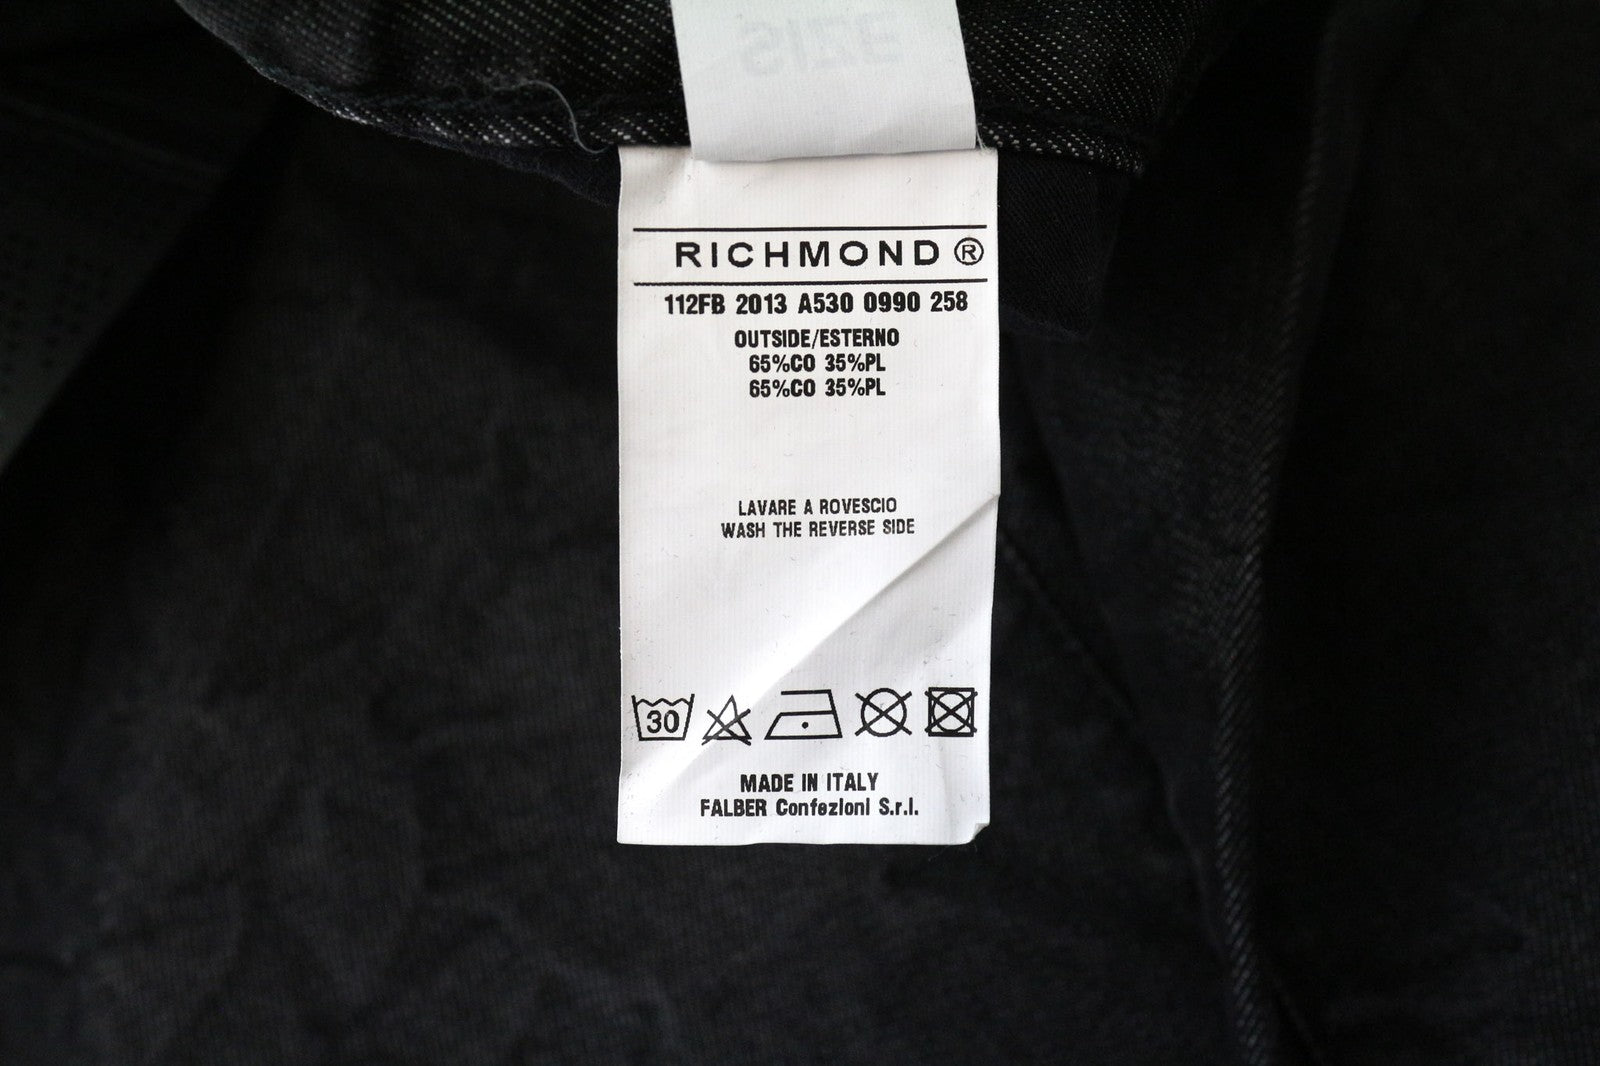 SIZE
RICHMOND ®
112FB 2013 A530 0990 258
OUTSIDE/ESTERNO
65%CO 35%PL
65%CO 35%PL
LAVARE A ROVESCIO
WASH THE REVERSE SIDE
30
MADE IN ITALY
FALBER Confezioni S.r.l.